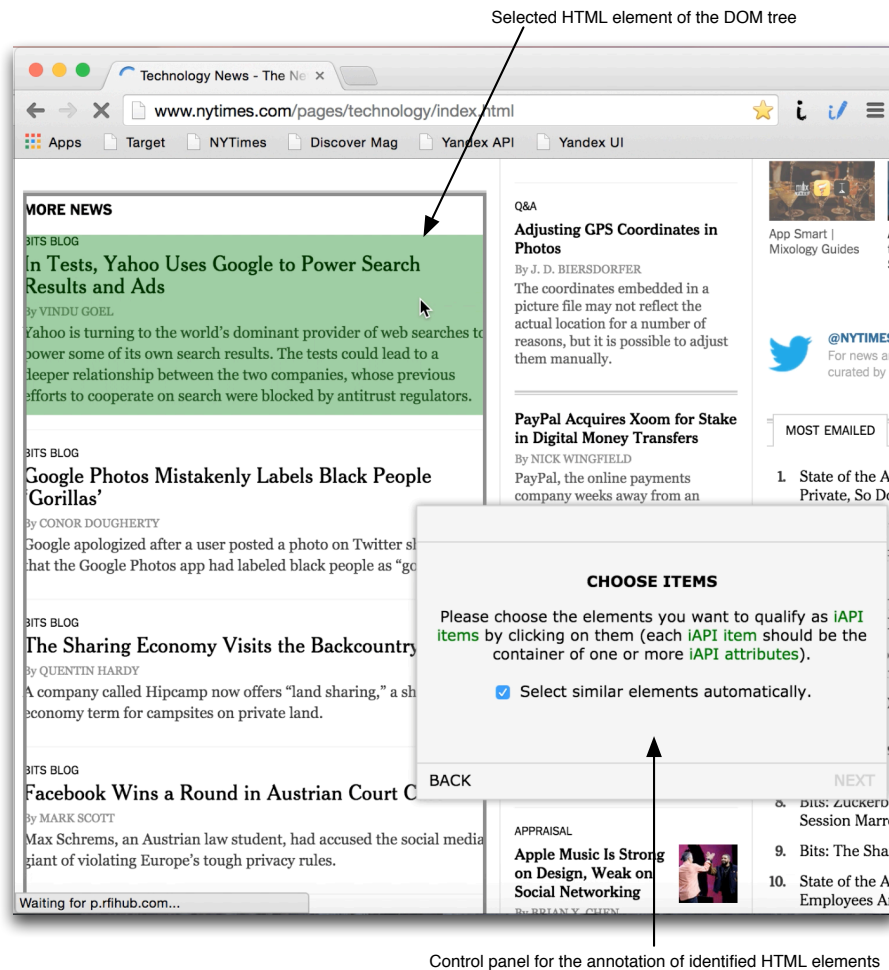 Selected HTML element of the DOM tree
Technology News - The Ne
www.nytimes.com/pages/technology/index.html
Apps Target NYTimes Discover Mag Yandex API Yandex UI
MORE NEWS
BITS BLOG
In Tests, Yahoo Uses Google to Power Search
Results and Ads
By VINDU GOEL
Yahoo is turning to the world's dominant provider of web searches to
power some of its own search results. The tests could lead to a
deeper relationship between the two companies, whose previous
efforts to cooperate on search were blocked by antitrust regulators.
BITS BLOG
Google Photos Mistakenly Labels Black People
'Gorillas'
By CONOR DOUGHERTY
Google apologized after a user posted a photo on Twitter
that the Google Photos app had labeled black people as
BITS BLOG
The Sharing Economy Visits the Backcountry
By QUENTIN HARDY
A company called Hipcamp now offers "land sharing," a
economy term for campsites on private land.
BITS BLOG
Facebook Wins a Round in Austrian Court
By MARK SCOTT
Max Schrems, an Austrian law student, had accused the social media
giant of violating Europe's tough privacy rules.
Waiting for p.rfihub.com...
Q&A
Adjusting GPS Coordinates in
Photos
By J. D. BIERSDORFER
The coordinates embedded in a
picture file may not reflect the
actual location for a number of
reasons, but it is possible to adjust
them manually.
PayPal Acquires Xoom for Stake
in Digital Money Transfers
By NICK WINGFIELD
PayPal, the online payments
company weeks away from an
CHOOSE ITEMS
Please choose the elements you want to qualify as iAPI
items by clicking on them (each iAPI item should be the
container of one or more iAPI attributes).
Select similar elements automatically.
BACK NEXT
APPRAISAL
Apple Music Is Strong
on Design, Weak on
Social Networking
By BRIAN X. CHEN
App Smart |
Mixology Guides
@NYTIMES
For news
curated by
MOST EMAILED
1. State of the A
Private, So Do
8. Bits: Zuckerb
Session Marr
9. Bits: The Sha
10. State of the A
Employees A
Control panel for the annotation of identified HTML elements